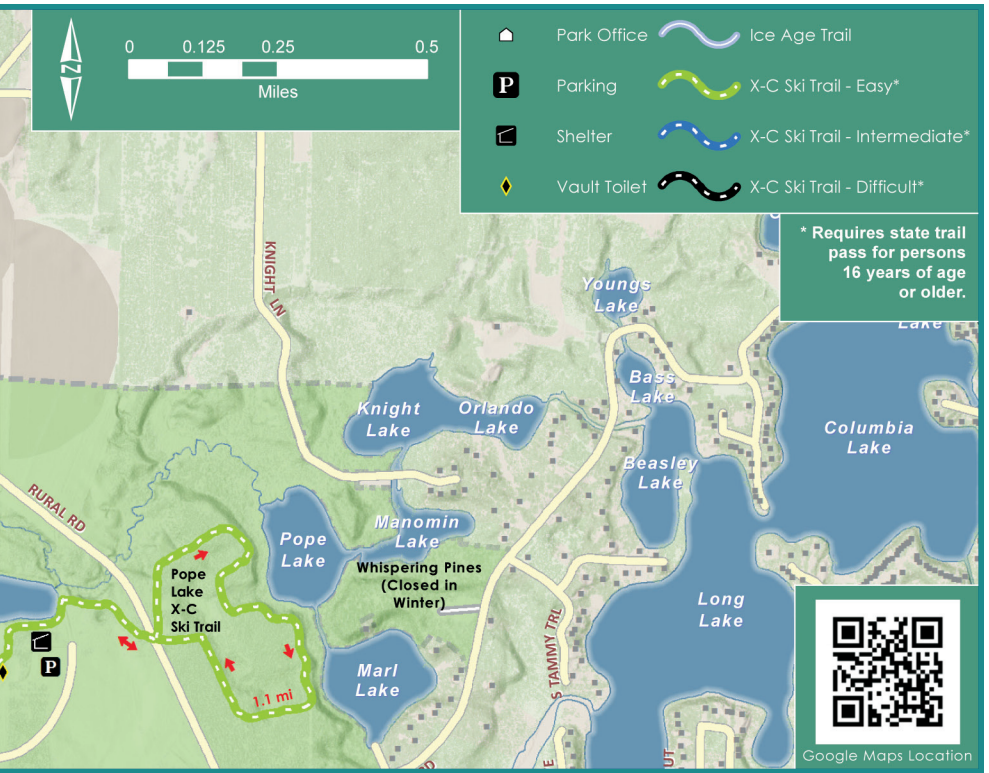 N
0 0.125 0.25 0.5
Miles
Park Office
Ice Age Trail
P
Parking
X-C Ski Trail - Easy*
Shelter
X-C Ski Trail - Intermediate*
Vault Toilet
X-C Ski Trail - Difficult*
* Requires state trail
pass for persons
16 years of age
or older.
KNIGHT LN
Youngs
Lake
Lake
Bass
Lake
Knight
Lake
Orlando
Lake
Columbia
Lake
Beasley
Lake
RURAL RD
Pope
Lake
Manomin
Lake
Whispering Pines
(Closed in
Winter)
Pope
Lake
X-C
Ski Trail
Long
Lake
P
S TAMMY TRL
Marl
Lake
1.1 mi
Google Maps Location